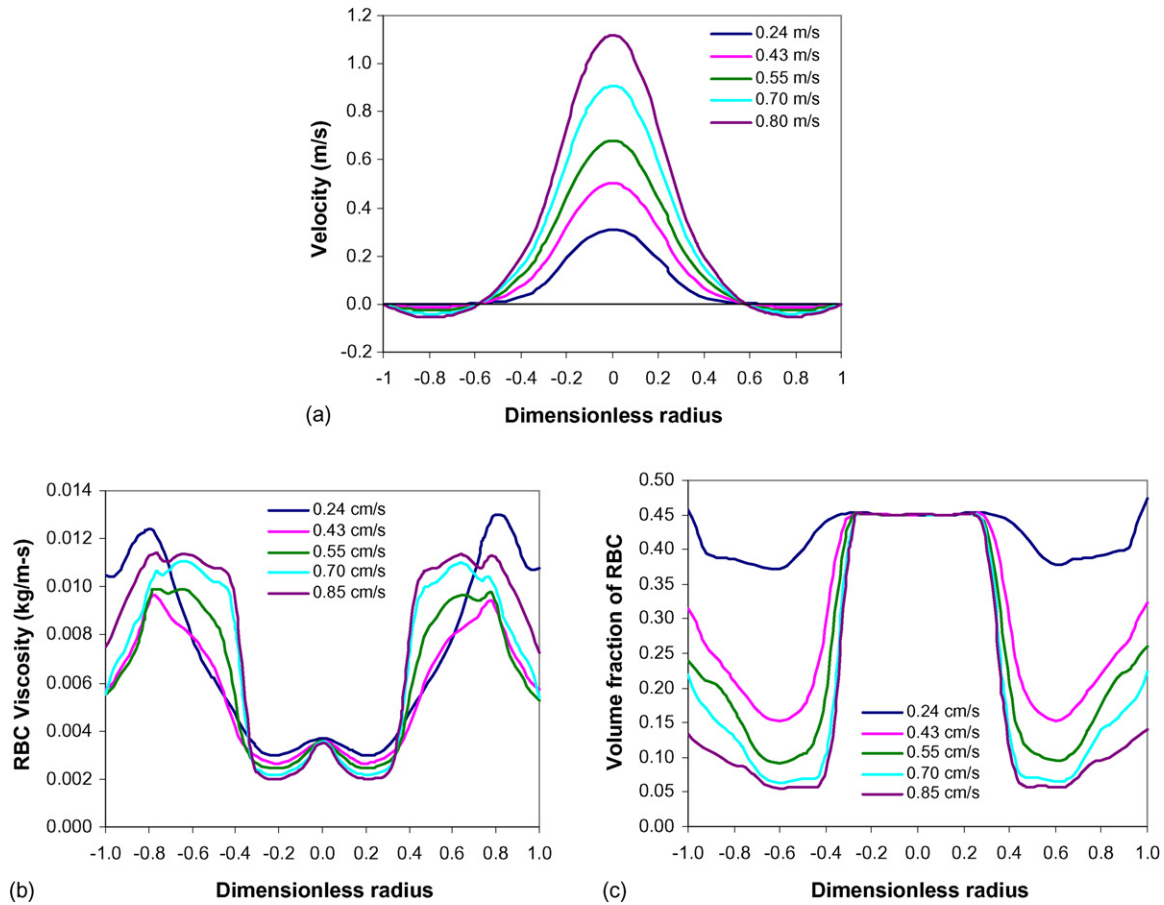 1.2
1.0
0.8
0.6
0.4
0.2
0.0
-0.2
Velocity (m/s)
0.24 m/s
0.43 m/s
0.55 m/s
0.70 m/s
0.80 m/s
-1 -0.8 -0.6 -0.4 -0.2 0 0.2 0.4 0.6 0.8 1
(a)
Dimensionless radius
0.014
0.012
0.010
0.008
0.006
0.004
0.002
0.000
RBC Viscosity (kg/m-s)
0.24 cm/s
0.43 cm/s
0.55 cm/s
0.70 cm/s
0.85 cm/s
-1.0 -0.8 -0.6 -0.4 -0.2 0.0 0.2 0.4 0.6 0.8 1.0
(b)
Dimensionless radius
0.50
0.45
0.40
0.35
0.30
0.25
0.20
0.15
0.10
0.05
0.00
Volume fraction of RBC
0.24 cm/s
0.43 cm/s
0.55 cm/s
0.70 cm/s
0.85 cm/s
-1.0 -0.8 -0.6 -0.4 -0.2 0.0 0.2 0.4 0.6 0.8 1.0
(c)
Dimensionless radius